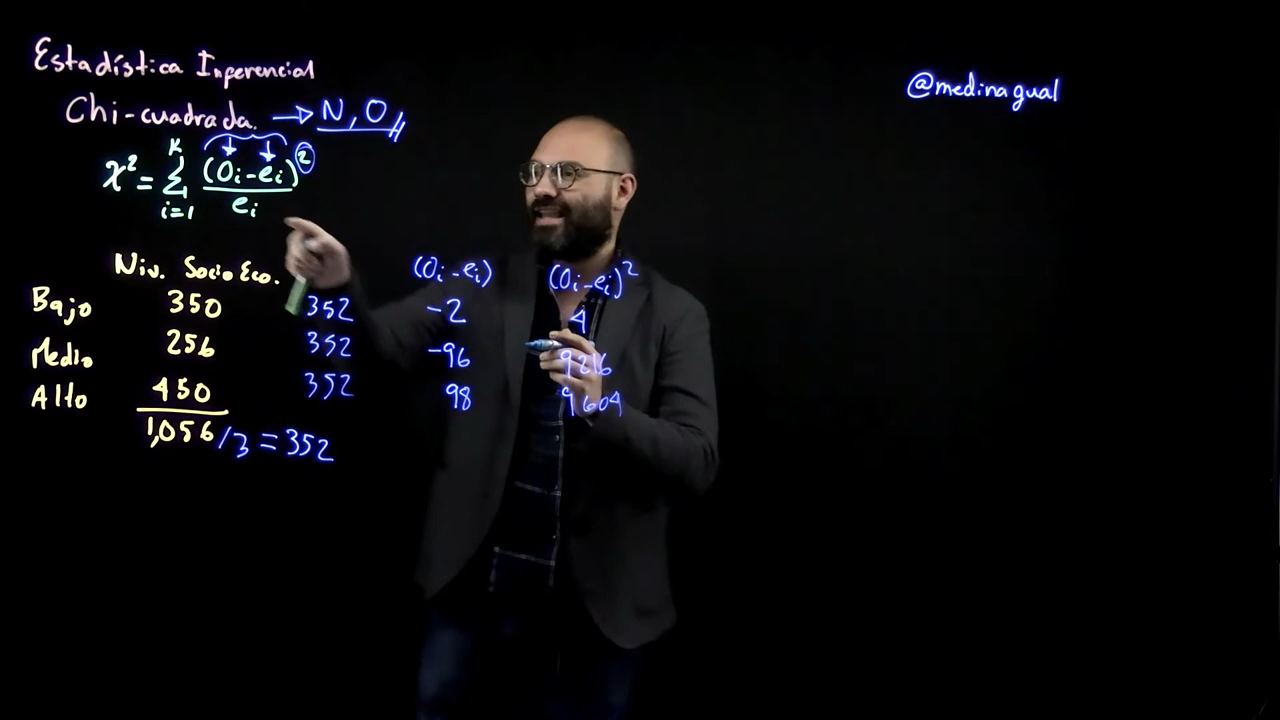 Estadística Inferencial
@medinagual
Chi-cuadrada. → N, O
χ² = Σ (Oi - ei)² / ei
K
i=1
Niv. Socio Eco. (Oi - ei) (Oi - ei)²
Bajo 350 352 -2 4
Medio 256 352 -96 9216
Alto 450 352 98 9604
1,056 /3 = 352